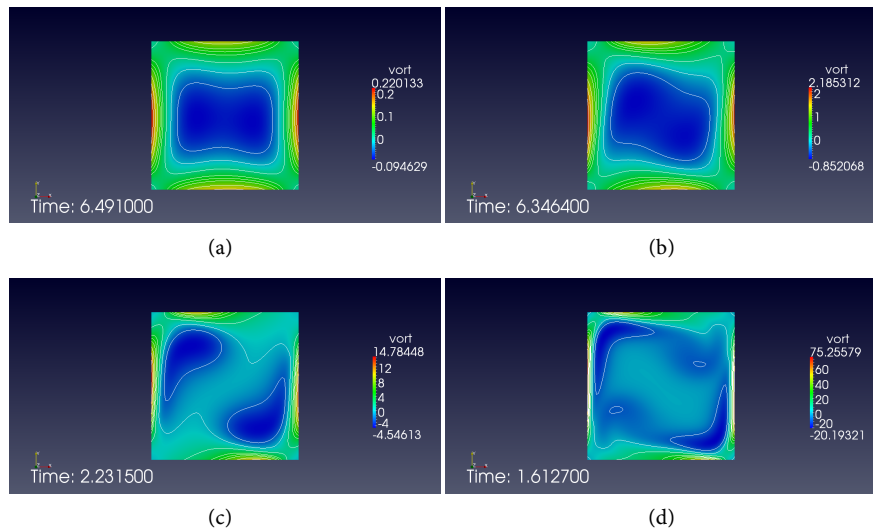 vort
0.220133
0.2
0.1
0
-0.094629
Time: 6.491000
(a)
vort
2.185312
2
1
0
-0.852068
Time: 6.346400
(b)
vort
14.78448
12
8
4
0
-4
-4.54613
Time: 2.231500
(c)
vort
75.25579
60
40
20
0
-20
-20.19321
Time: 1.612700
(d)